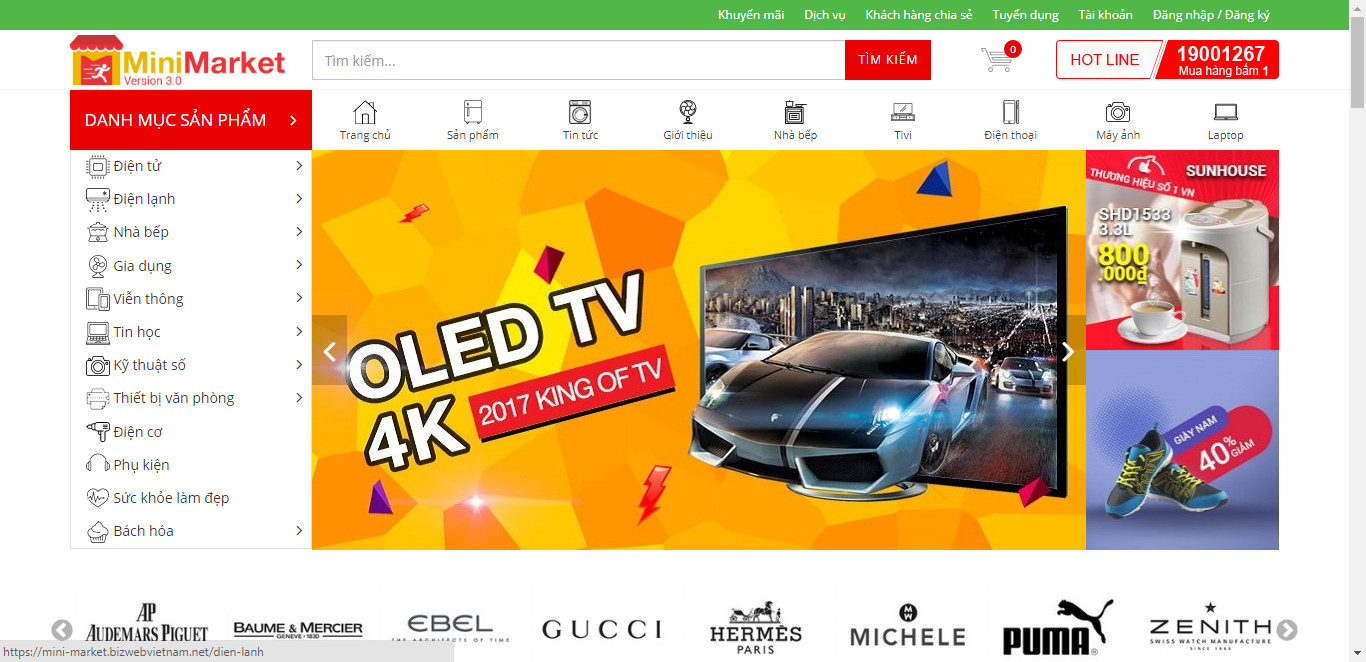 Khuyến mãi Dịch vụ Khách hàng chia sẻ Tuyển dụng Tài khoản Đăng nhập / Đăng ký
MiniMarket
Version 3.0
Tìm kiếm...
TÌM KIẾM
0
HOT LINE
19001267
Mua hàng bấm 1
DANH MỤC SẢN PHẨM
Trang chủ Sản phẩm Tin tức Giới thiệu Nhà bếp Tivi Điện thoại Máy ảnh Laptop
Điện tử
Điện lạnh
Nhà bếp
Gia dụng
Viễn thông
Tin học
Kỹ thuật số
Thiết bị văn phòng
Điện cơ
Phụ kiện
Sức khỏe làm đẹp
Bách hóa
OLED TV
4K
2017 KING OF TV
THƯƠNG HIỆU SỐ 1 VN
SUNHOUSE
SHD1533
3.3L
800
.000₫
GIÀY NAM
40%
GIẢM
AP
AUDEMARS PIGUET
BAUME & MERCIER
GENEVE · 1830
EBEL
THE ARCHITECTS OF TIME
GUCCI
HERMÈS
PARIS
MW
MICHELE
PUMA®
ZENITH
SWISS WATCH MANUFACTURE
SINCE 1865
https://mini-market.bizwebvietnam.net/dien-lanh